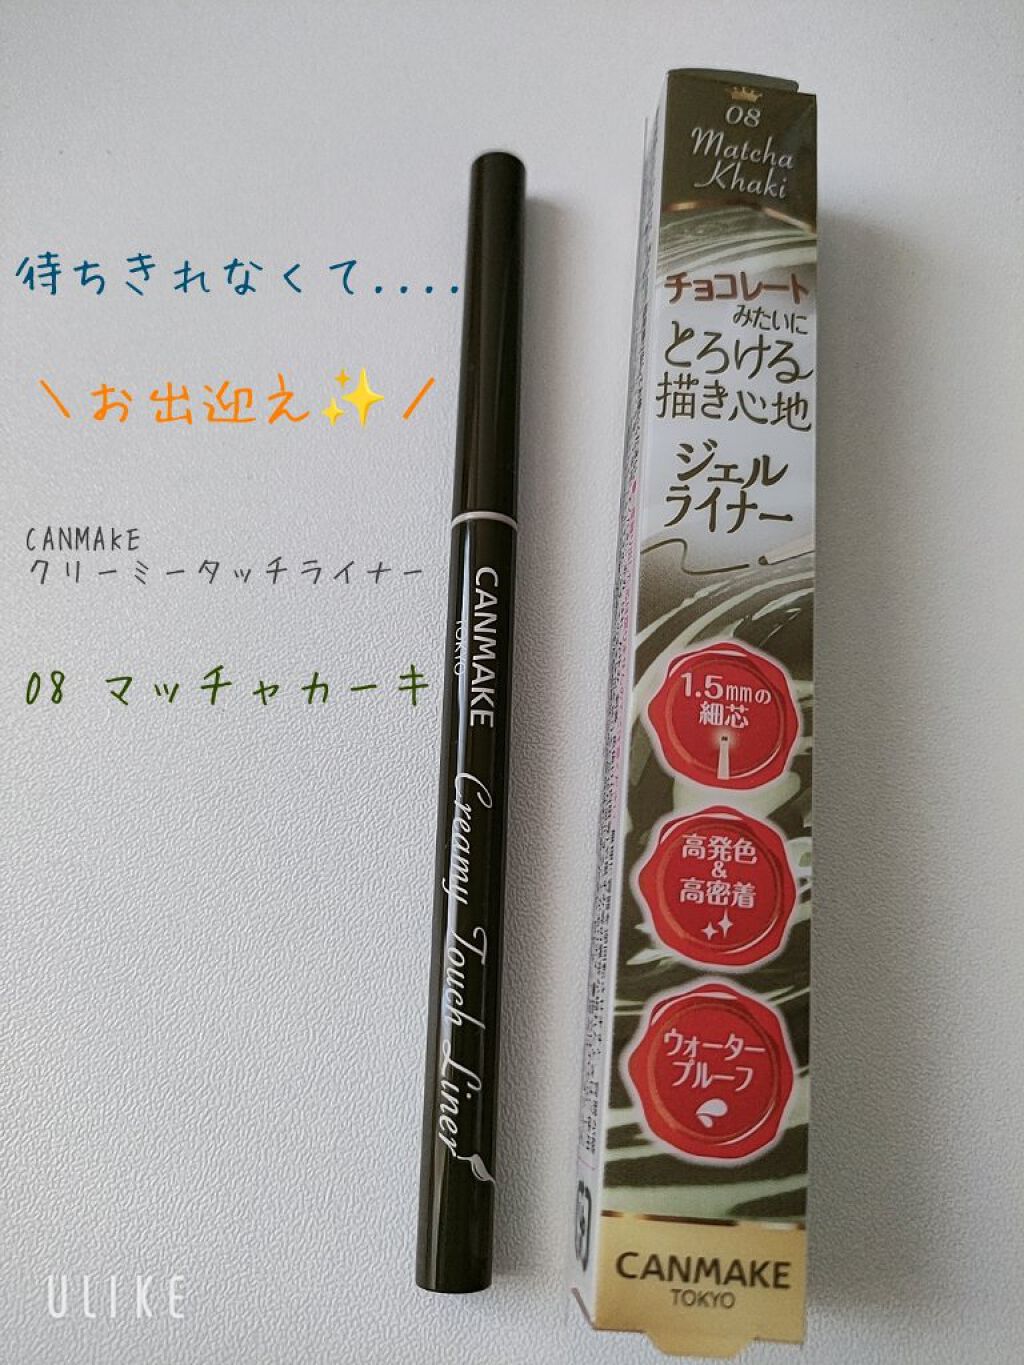 待ちきれなくて....
\お出迎え✨/
CANMAKE
クリーミータッチライナー
08 マッチャカーキ
ULIKE
CANMAKE
TOKYO
Creamy Touch Liner
08
Matcha
Khaki
チョコレート
みたいに
とろける
描き心地
ジェル
ライナー
1.5mmの
細芯
高発色
&
高密着
ウォーター
プルーフ
CANMAKE
TOKYO